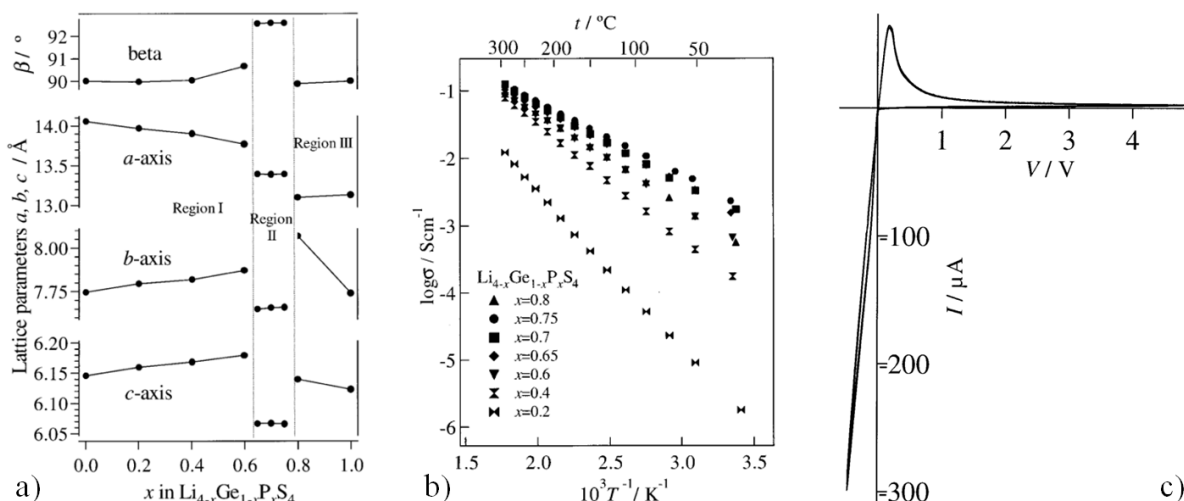 β / °
92
91
90
beta
14.0
13.5
13.0
a-axis
Region III
Region I
Region
II
8.00
7.75
b-axis
6.20
6.15
6.10
6.05
c-axis
Lattice parameters a, b, c / Å
0.0 0.2 0.4 0.6 0.8 1.0
x in Li4-xGe1-xPxS4
a)
t / ºC
300 200 100 50
-1
-2
-3
-4
-5
-6
logσ / Scm⁻¹
Li4-xGe1-xPxS4
x=0.8
x=0.75
x=0.7
x=0.65
x=0.6
x=0.4
x=0.2
1.5 2.0 2.5 3.0 3.5
10³T⁻¹/ K⁻¹
b)
1 2 3 4
V / V
100
200
300
I / μA
c)